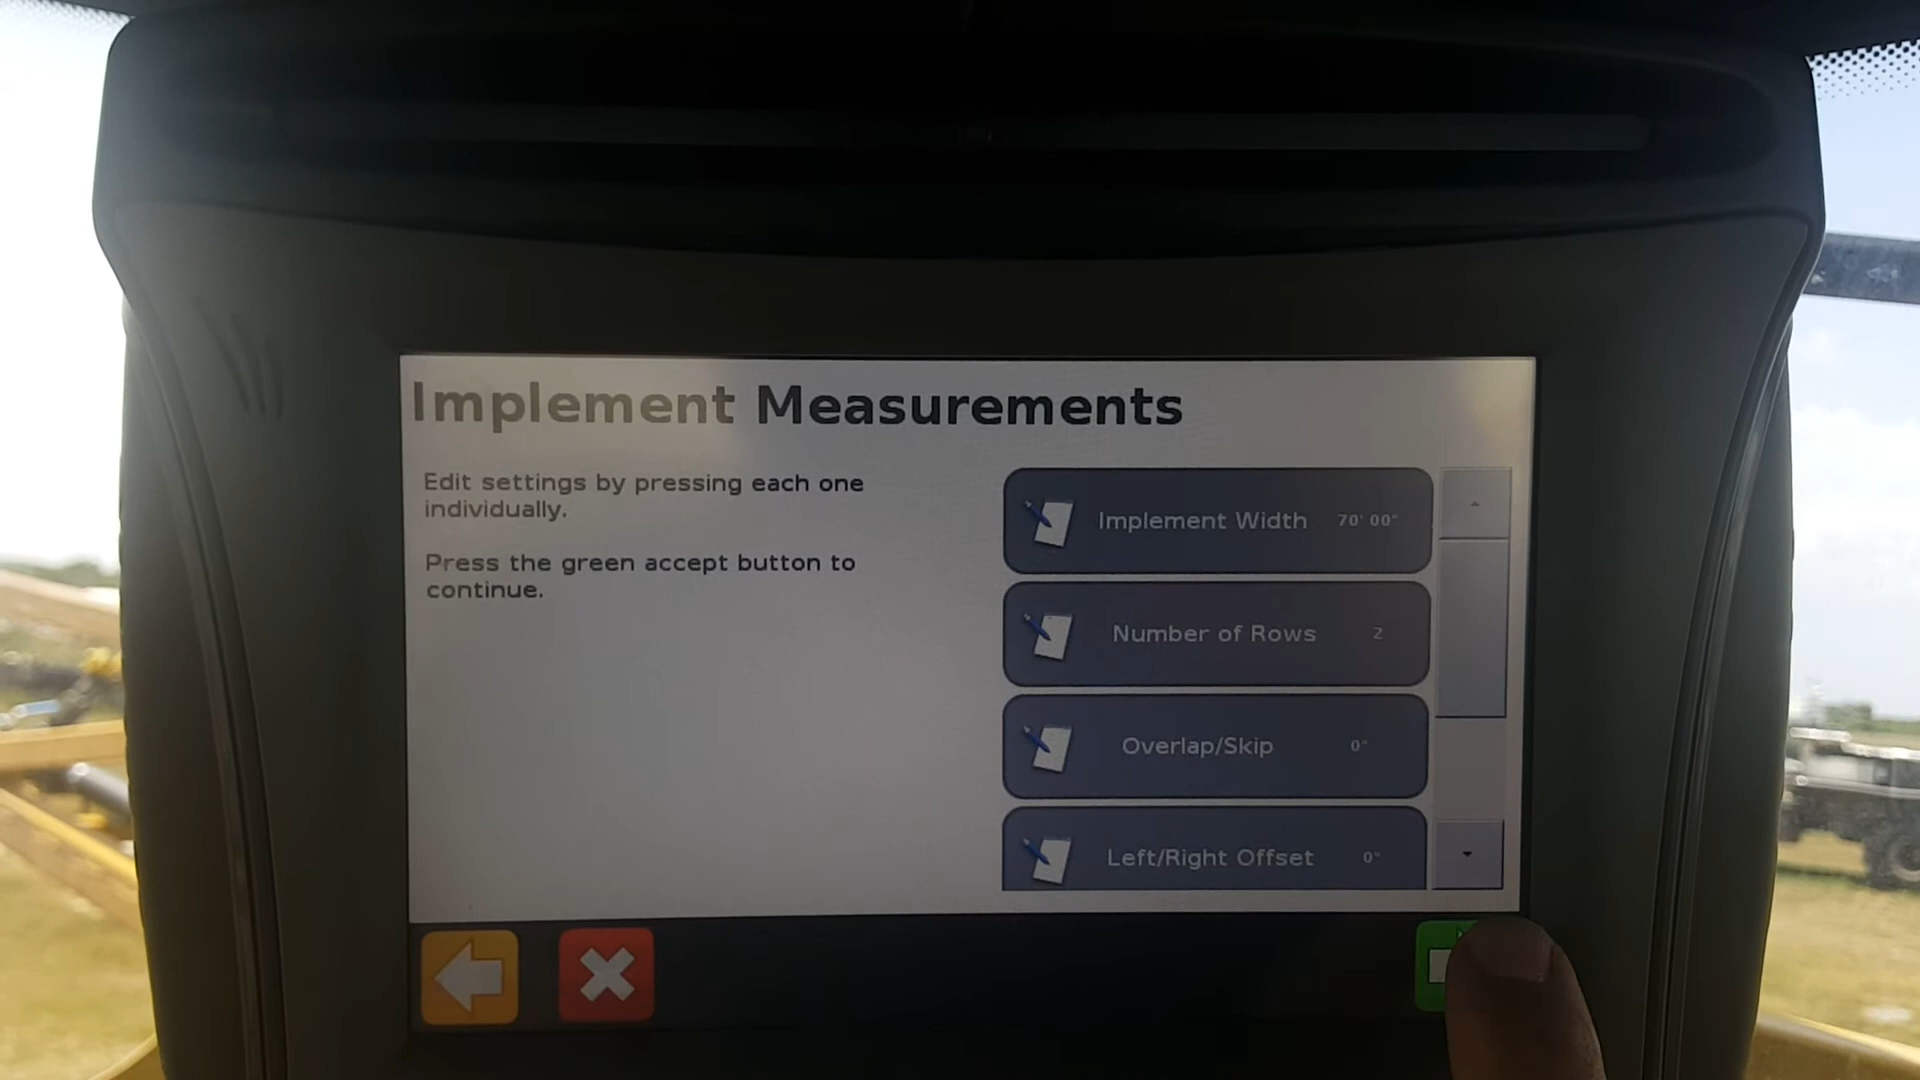 Implement Measurements
Edit settings by pressing each one
individually.
Press the green accept button to
continue.
Implement Width 70' 00"
Number of Rows 2
Overlap/Skip 0"
Left/Right Offset 0"